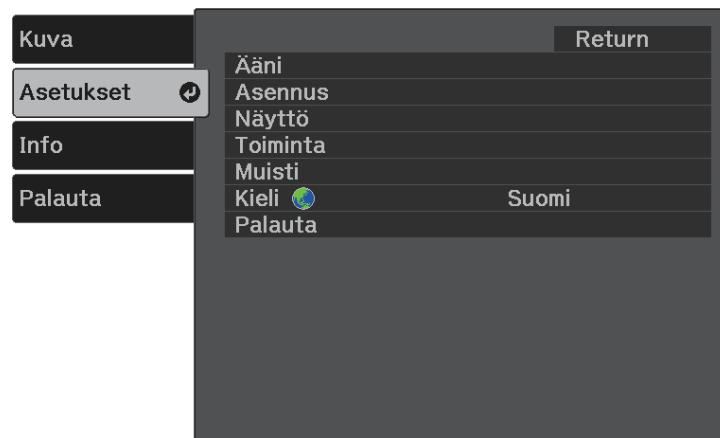 Kuva
Asetukset
Info
Palauta
Return
Ääni
Asennus
Näyttö
Toiminta
Muisti
Kieli Suomi
Palauta